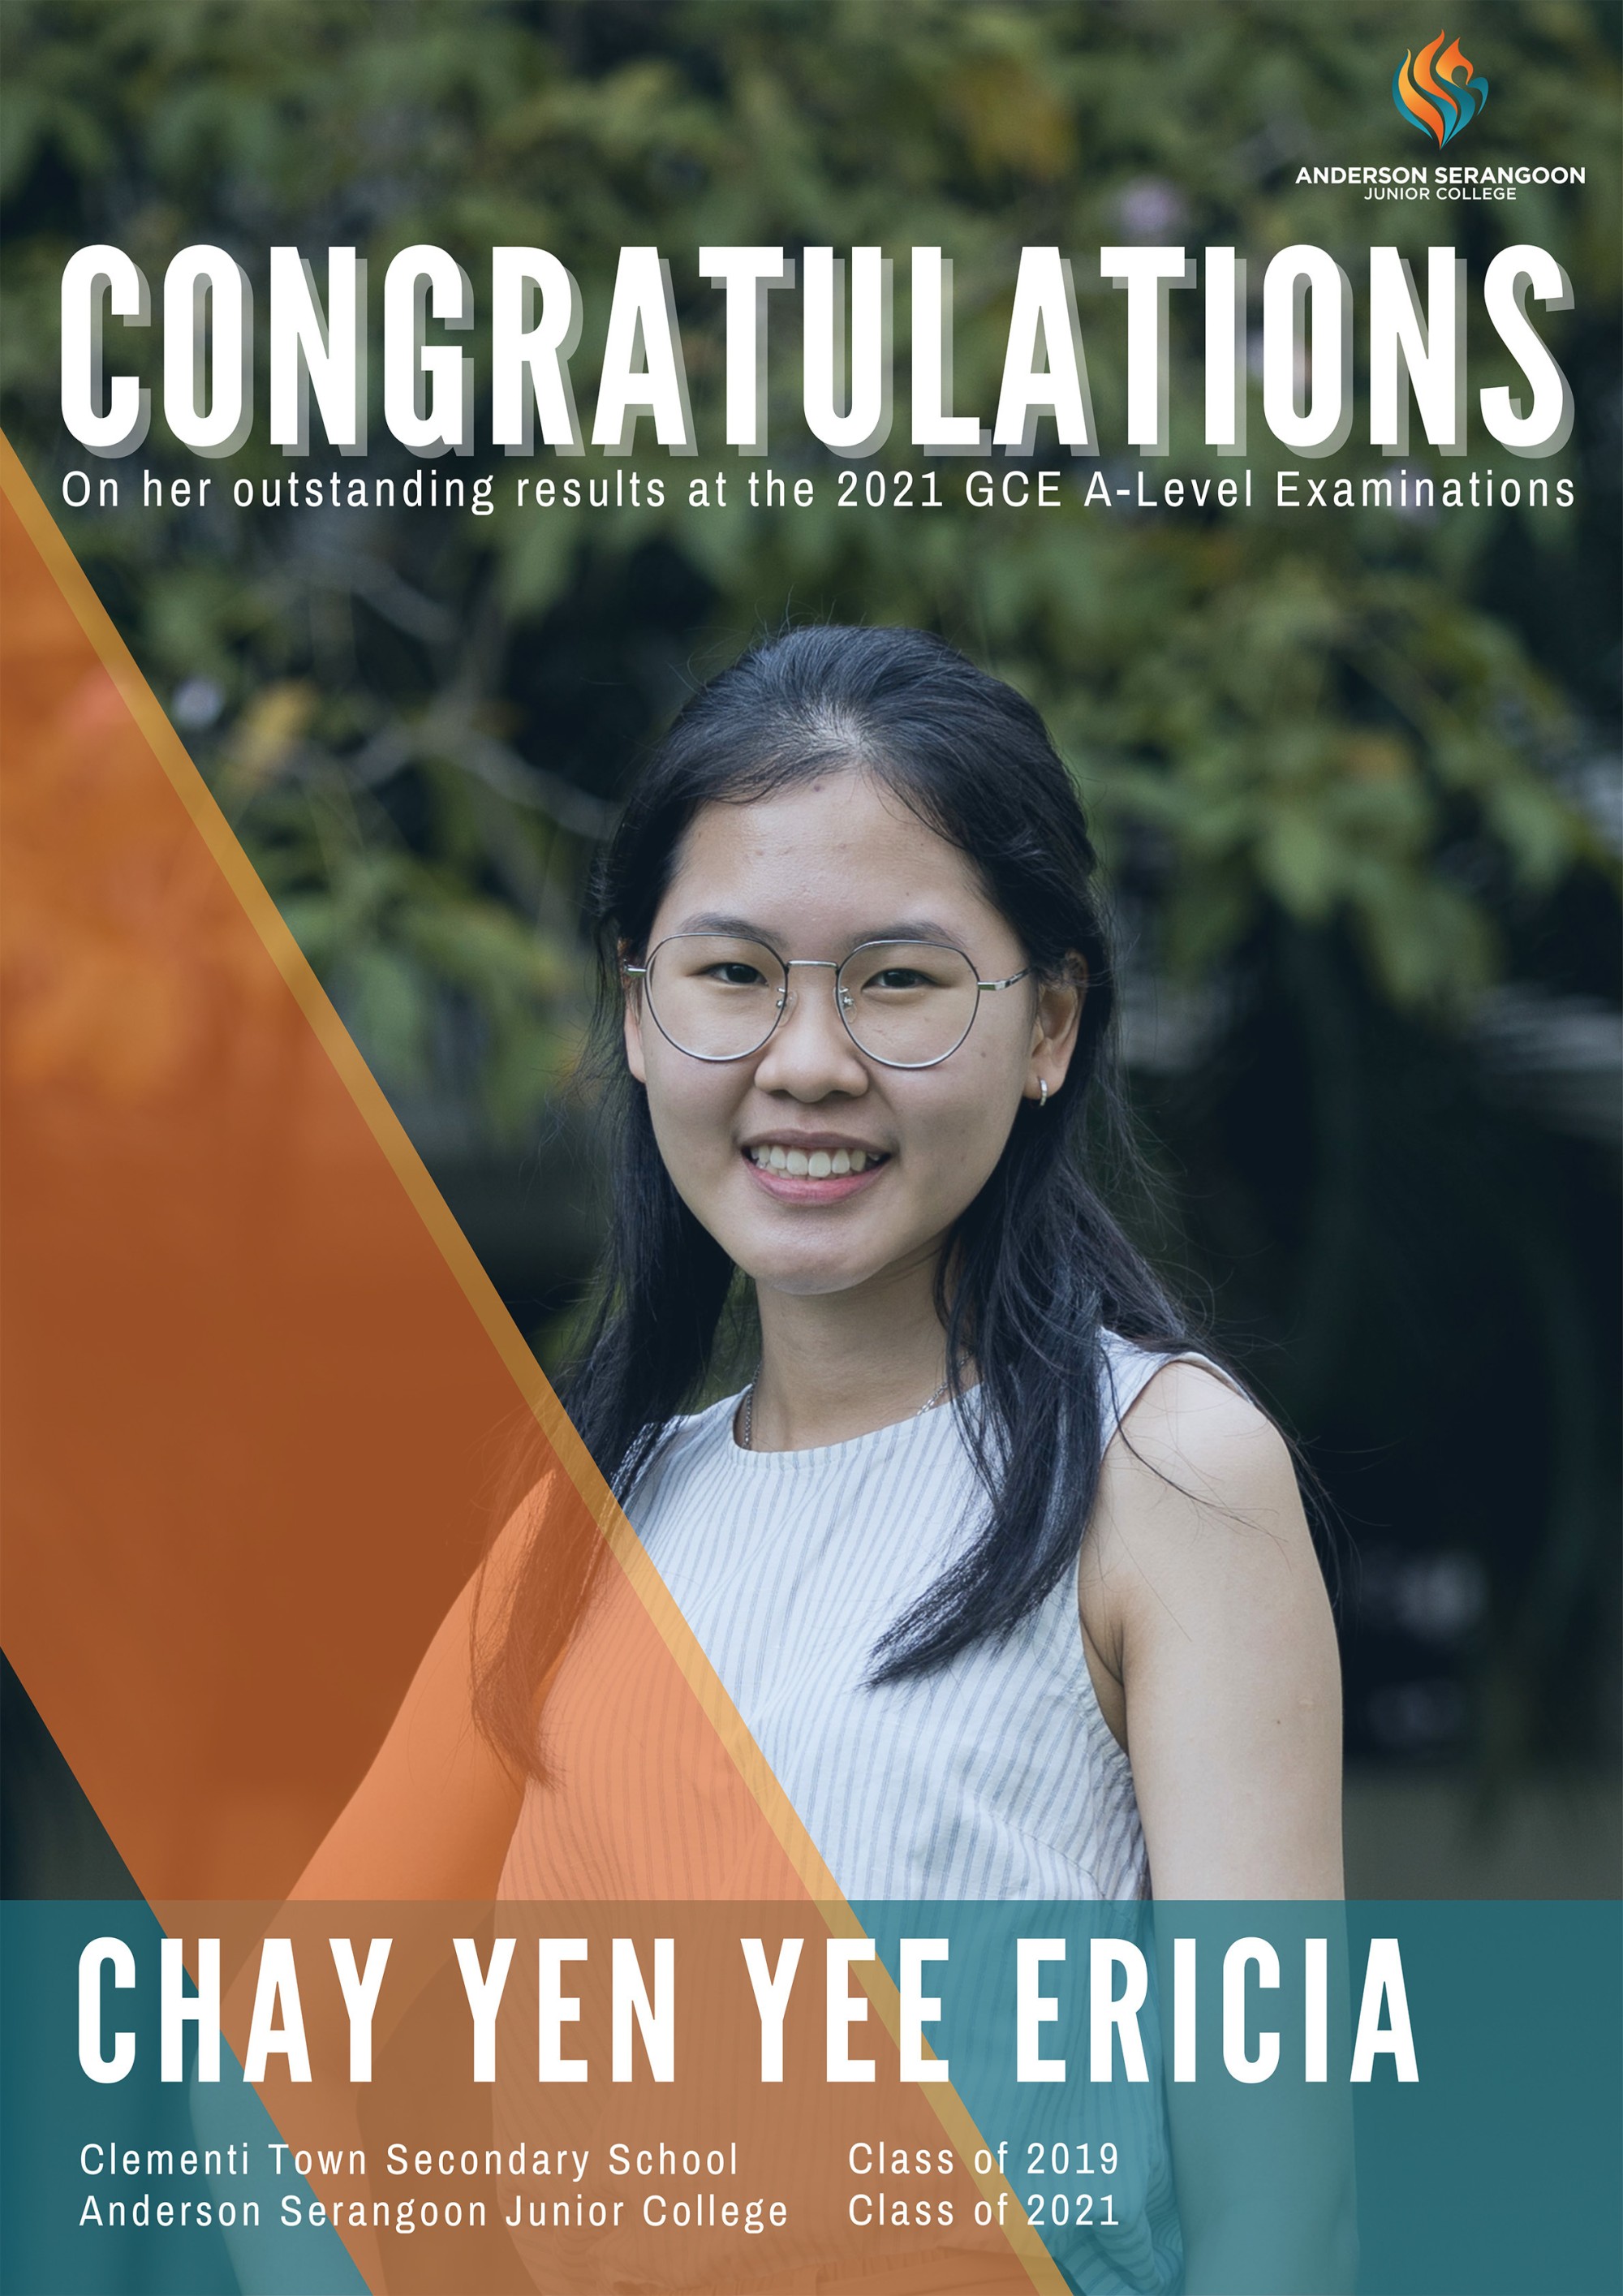 ANDERSON SERANGOON
JUNIOR COLLEGE
CONGRATULATIONS
On her outstanding results at the 2021 GCE A-Level Examinations
CHAY YEN YEE ERICIA
Clementi Town Secondary School Class of 2019
Anderson Serangoon Junior College Class of 2021